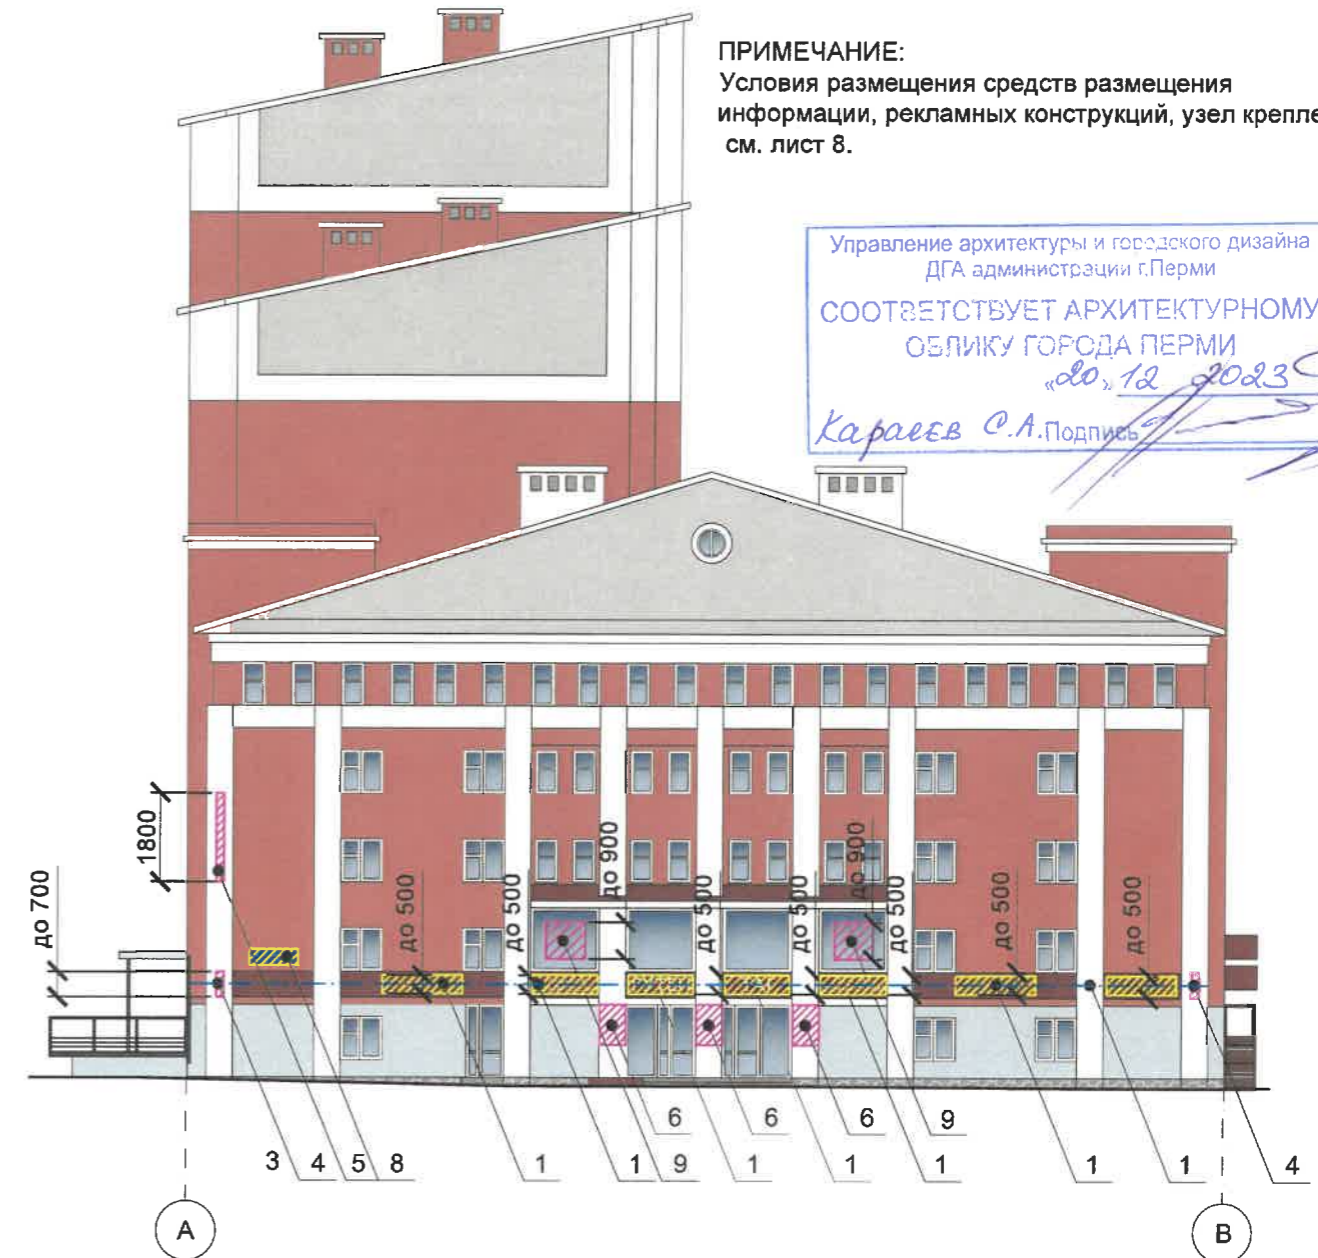 ПРИМЕЧАНИЕ:
Условия размещения средств размещения
информации, рекламных конструкций, узел крепле
см. лист 8.
Управление архитектуры и городского дизайна
ДГА администрации г.Перми
СООТВЕТСТВУЕТ АРХИТЕКТУРНОМУ
ОБЛИКУ ГОРОДА ПЕРМИ
«20» 12 2023
Карасев С.А. Подпись
1800
до 700
до 500
до 500
до 900
до 500
до 500
до 900
до 500
до 500
до 500
6 6 6 9
3 4 5 8 1 1 9 1 1 1 1 1 4
А В